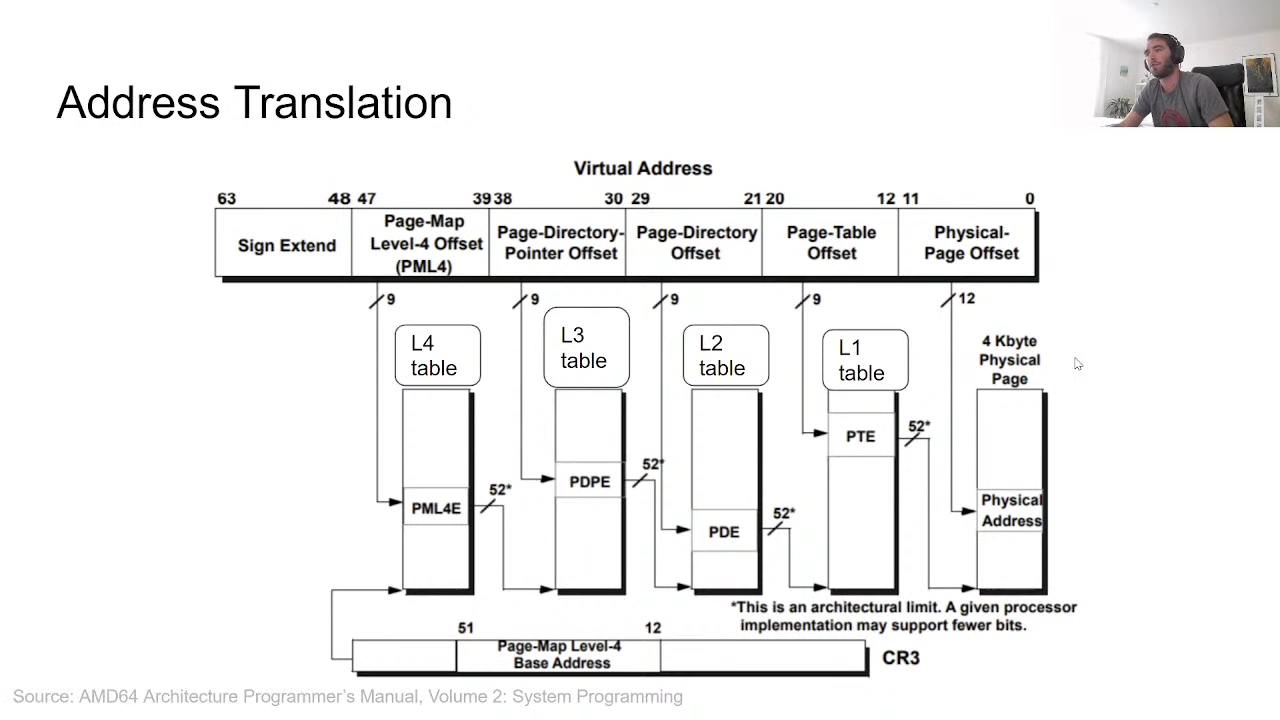 Address Translation
Virtual Address
63 48 47 39 38 30 29 21 20 12 11 0
Sign Extend
Page-Map
Level-4 Offset
(PML4)
Page-Directory-
Pointer Offset
Page-Directory
Offset
Page-Table
Offset
Physical-
Page Offset
9 9 9 9 12
L4
table
L3
table
L2
table
L1
table
4 Kbyte
Physical
Page
PML4E
52*
PDPE
52*
PDE
52*
PTE
52*
Physical
Address
*This is an architectural limit. A given processor
implementation may support fewer bits.
51 12
Page-Map Level-4
Base Address
CR3
Source: AMD64 Architecture Programmer's Manual, Volume 2: System Programming